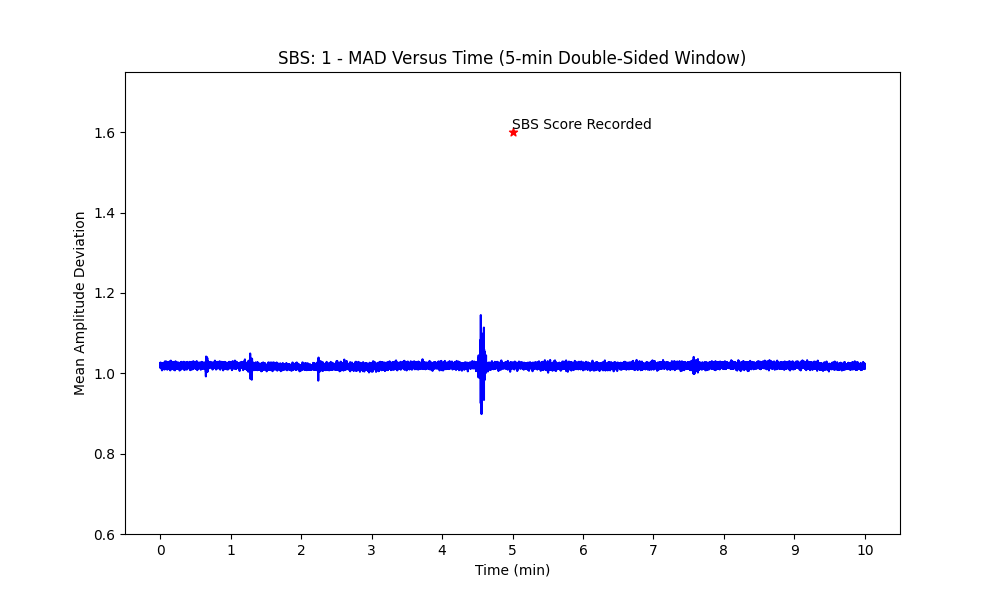 SBS: 1 - MAD Versus Time (5-min Double-Sided Window)
SBS Score Recorded
Mean Amplitude Deviation
1.6
1.4
1.2
1.0
0.8
0.6
0 1 2 3 4 5 6 7 8 9 10
Time (min)